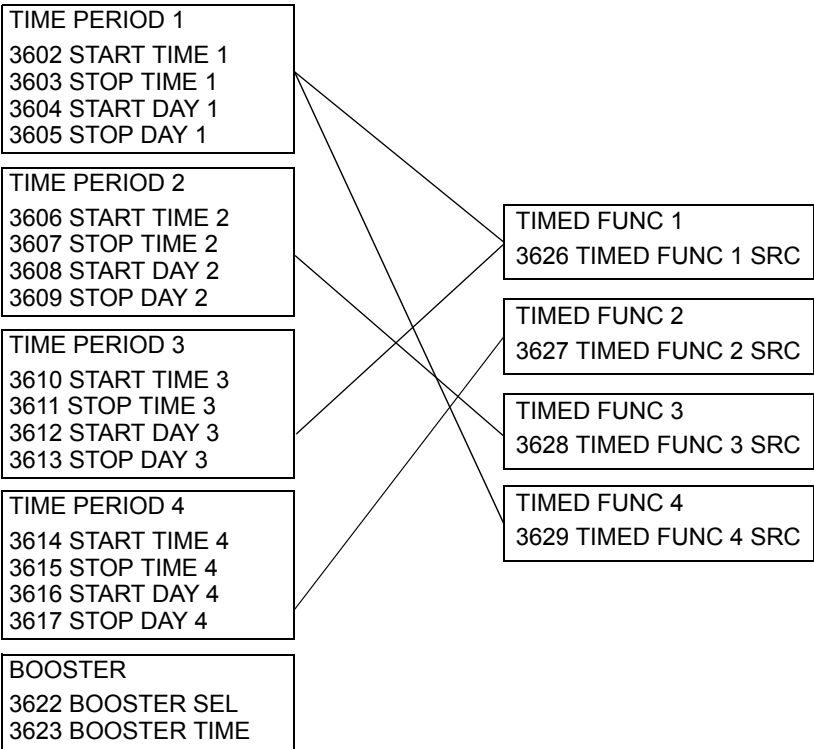 TIME PERIOD 1
3602 START TIME 1
3603 STOP TIME 1
3604 START DAY 1
3605 STOP DAY 1
TIME PERIOD 2
3606 START TIME 2
3607 STOP TIME 2
3608 START DAY 2
3609 STOP DAY 2
TIME PERIOD 3
3610 START TIME 3
3611 STOP TIME 3
3612 START DAY 3
3613 STOP DAY 3
TIME PERIOD 4
3614 START TIME 4
3615 STOP TIME 4
3616 START DAY 4
3617 STOP DAY 4
BOOSTER
3622 BOOSTER SEL
3623 BOOSTER TIME
TIMED FUNC 1
3626 TIMED FUNC 1 SRC
TIMED FUNC 2
3627 TIMED FUNC 2 SRC
TIMED FUNC 3
3628 TIMED FUNC 3 SRC
TIMED FUNC 4
3629 TIMED FUNC 4 SRC